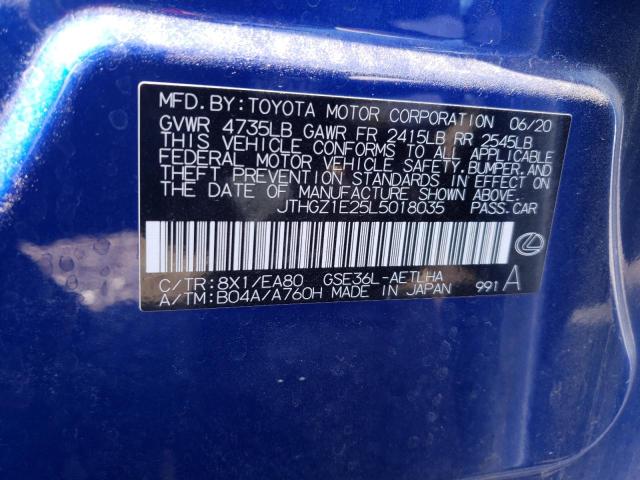 MFD. BY: TOYOTA MOTOR CORPORATION 06/20
GVWR 4735LB GAWR FR 2415LB RR 2545LB
THIS VEHICLE CONFORMS TO ALL APPLICABLE
FEDERAL MOTOR VEHICLE SAFETY, BUMPER, AND
THEFT PREVENTION STANDARDS IN EFFECT ON
THE DATE OF MANUFACTURE SHOWN ABOVE.
JTHGZ1E25L5018035 PASS. CAR
C/TR: 8X1/EA80 GSE36L-AETLHA
A/TM: B04A/A760H MADE IN JAPAN 991 A